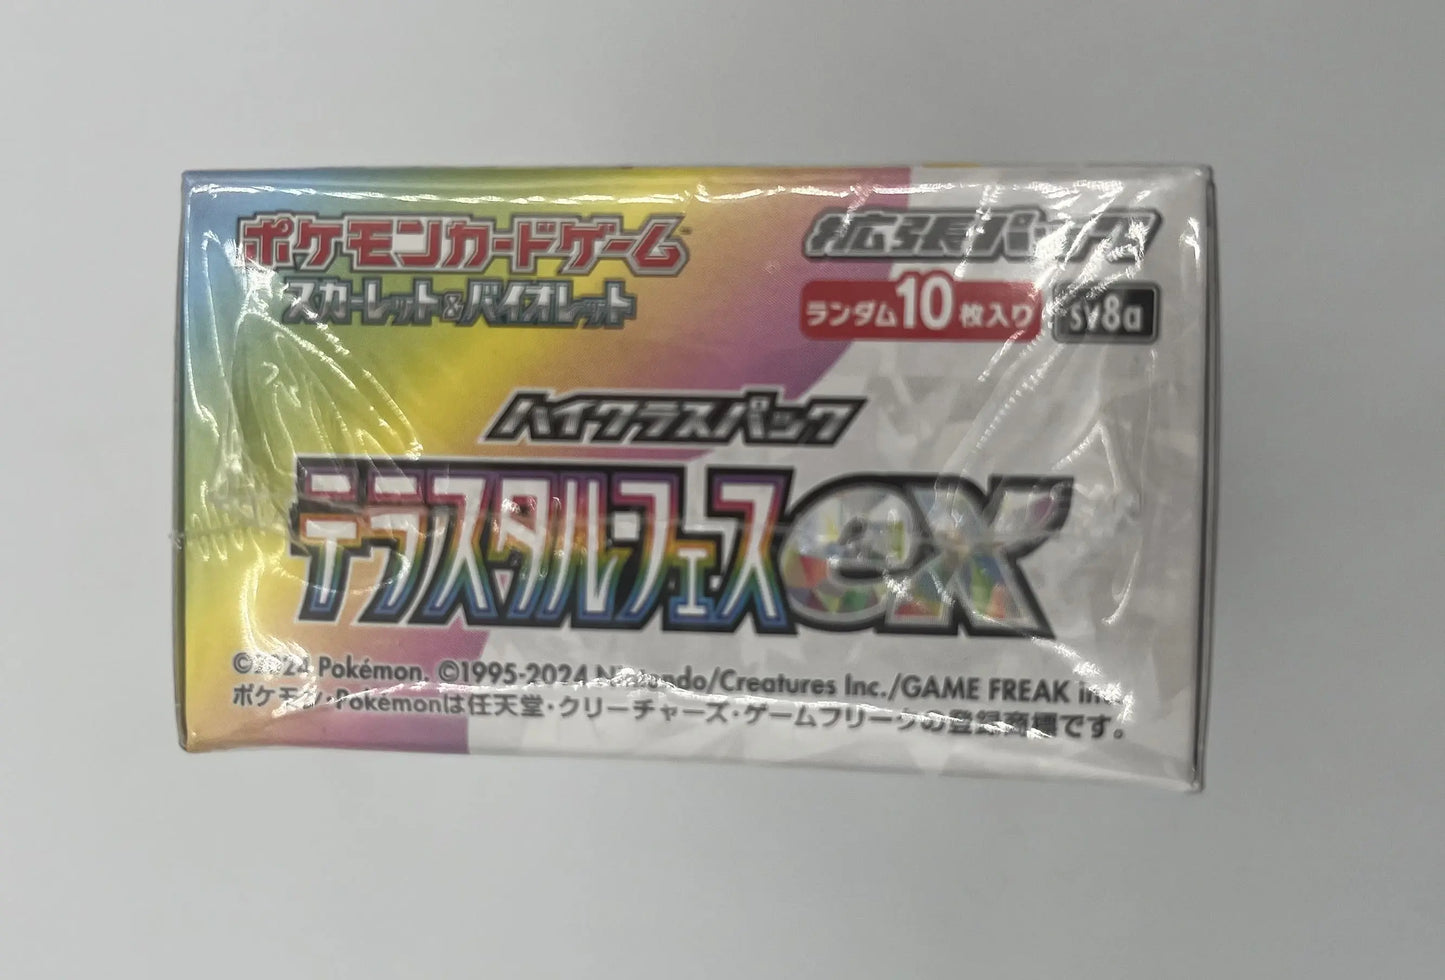 ポケモンカードゲーム
スカーレット&バイオレット
拡張パック
ランダム10枚入り sv8a
ハイクラスパック
テラスタルフェスex
©2024 Pokémon. ©1995-2024 Nintendo/Creatures Inc./GAME FREAK inc.
ポケモン・Pokémonは任天堂・クリーチャーズ・ゲームフリークの登録商標です。